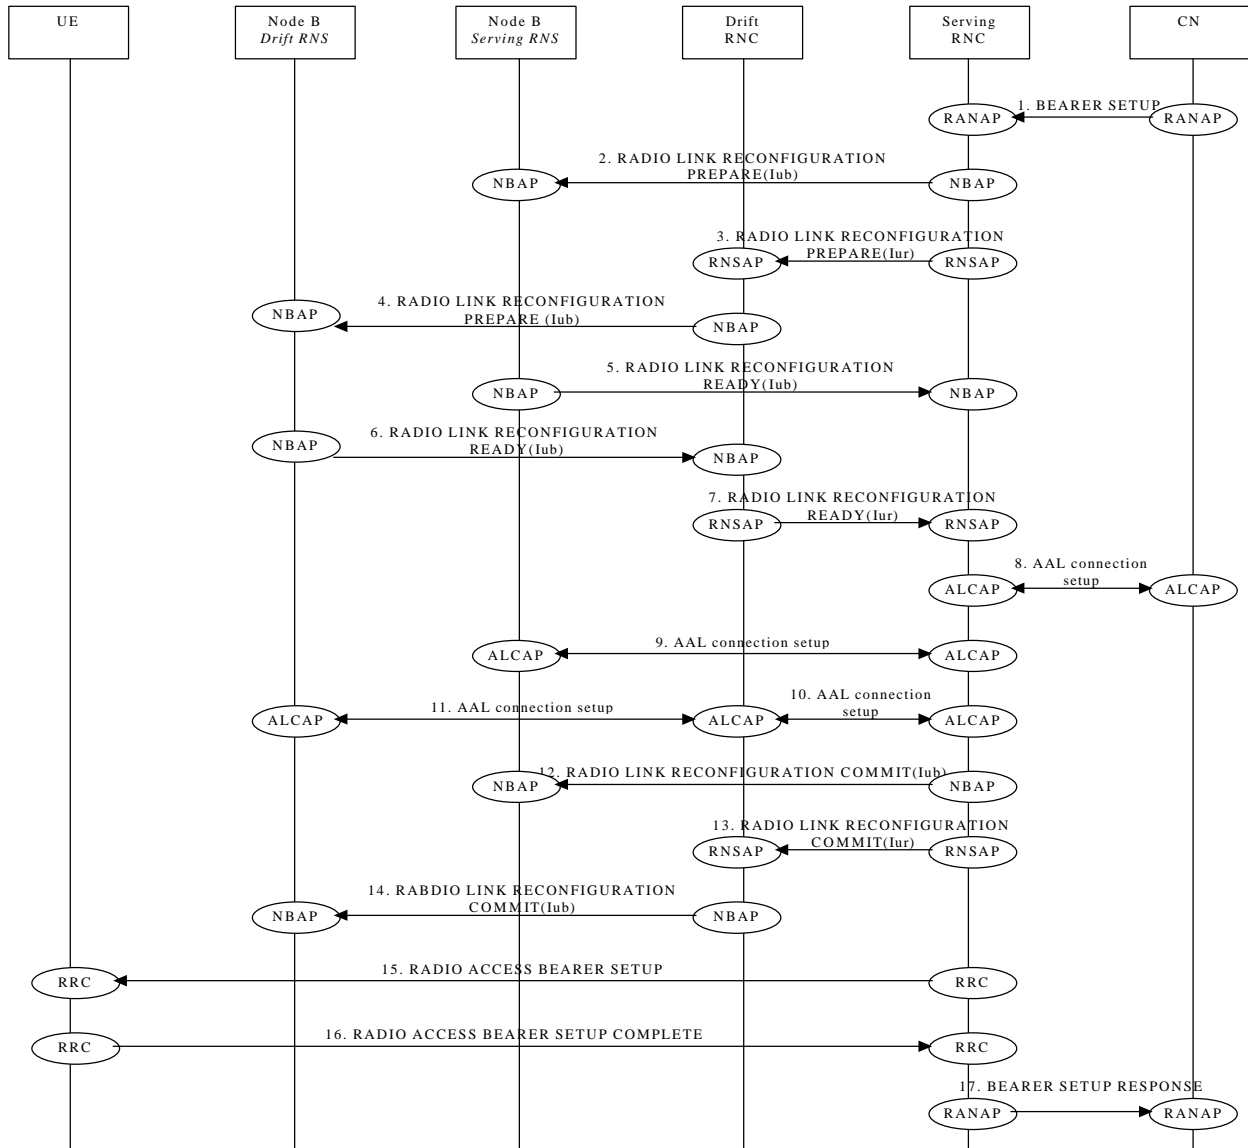 UE
Node B
Drift RNS
Node B
Serving RNS
Drift
RNC
Serving
RNC
CN
1. BEARER SETUP
RANAP
RANAP
2. RADIO LINK RECONFIGURATION
PREPARE(Iub)
NBAP
NBAP
3. RADIO LINK RECONFIGURATION
PREPARE(Iur)
RNSAP
RNSAP
4. RADIO LINK RECONFIGURATION
PREPARE (Iub)
NBAP
NBAP
5. RADIO LINK RECONFIGURATION
READY(Iub)
NBAP
NBAP
6. RADIO LINK RECONFIGURATION
READY(Iub)
NBAP
NBAP
7. RADIO LINK RECONFIGURATION
READY(Iur)
RNSAP
RNSAP
8. AAL connection
setup
ALCAP
ALCAP
9. AAL connection setup
ALCAP
ALCAP
10. AAL connection
setup
11. AAL connection setup
ALCAP
ALCAP
ALCAP
12. RADIO LINK RECONFIGURATION COMMIT(Iub)
NBAP
NBAP
13. RADIO LINK RECONFIGURATION
COMMIT(Iur)
RNSAP
RNSAP
14. RABDIO LINK RECONFIGURATION
COMMIT(Iub)
NBAP
NBAP
15. RADIO ACCESS BEARER SETUP
RRC
RRC
16. RADIO ACCESS BEARER SETUP COMPLETE
RRC
RRC
17. BEARER SETUP RESPONSE
RANAP
RANAP